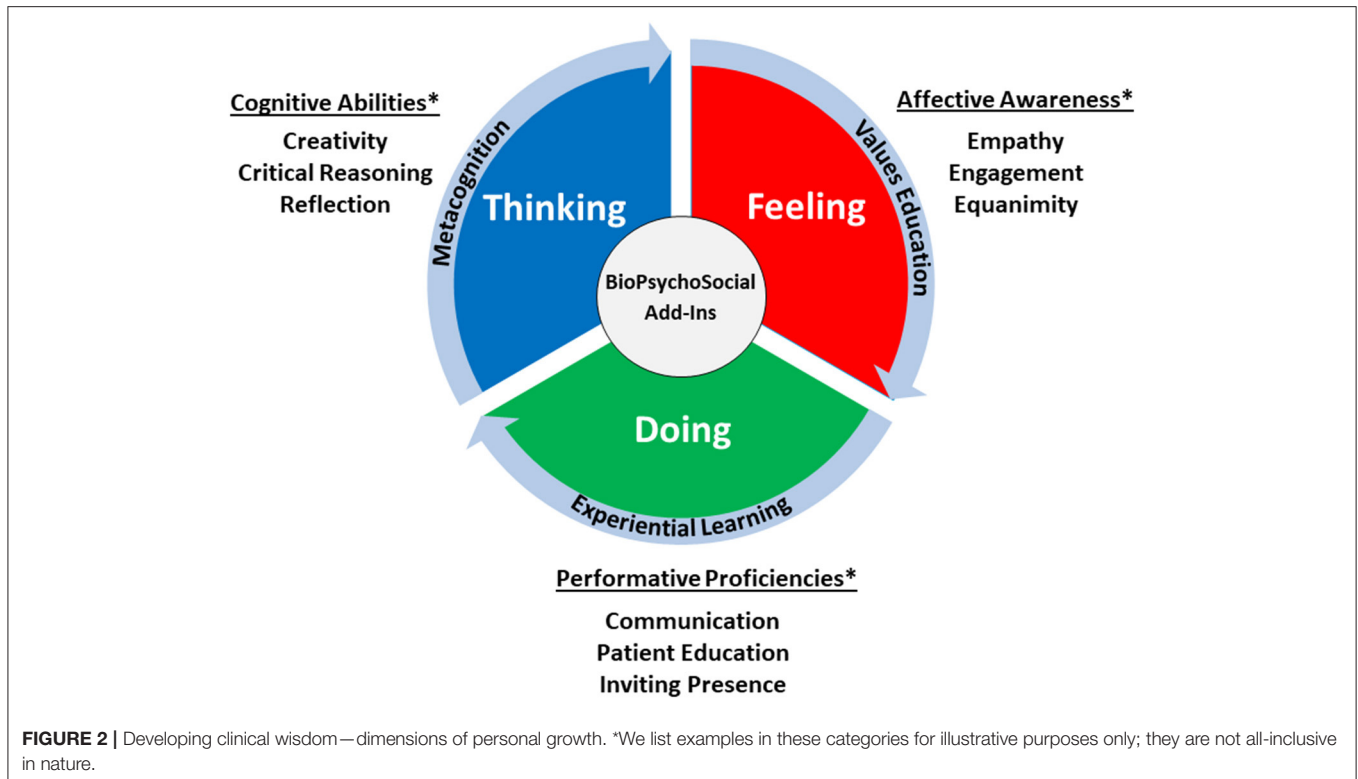 Cognitive Abilities*
Creativity
Critical Reasoning
Reflection
Metacognition
Thinking
Feeling
Values Education
Affective Awareness*
Empathy
Engagement
Equanimity
BioPsychoSocial
Add-Ins
Doing
Experiential Learning
Performative Proficiencies*
Communication
Patient Education
Inviting Presence
FIGURE 2 | Developing clinical wisdom—dimensions of personal growth. *We list examples in these categories for illustrative purposes only; they are not all-inclusive
in nature.